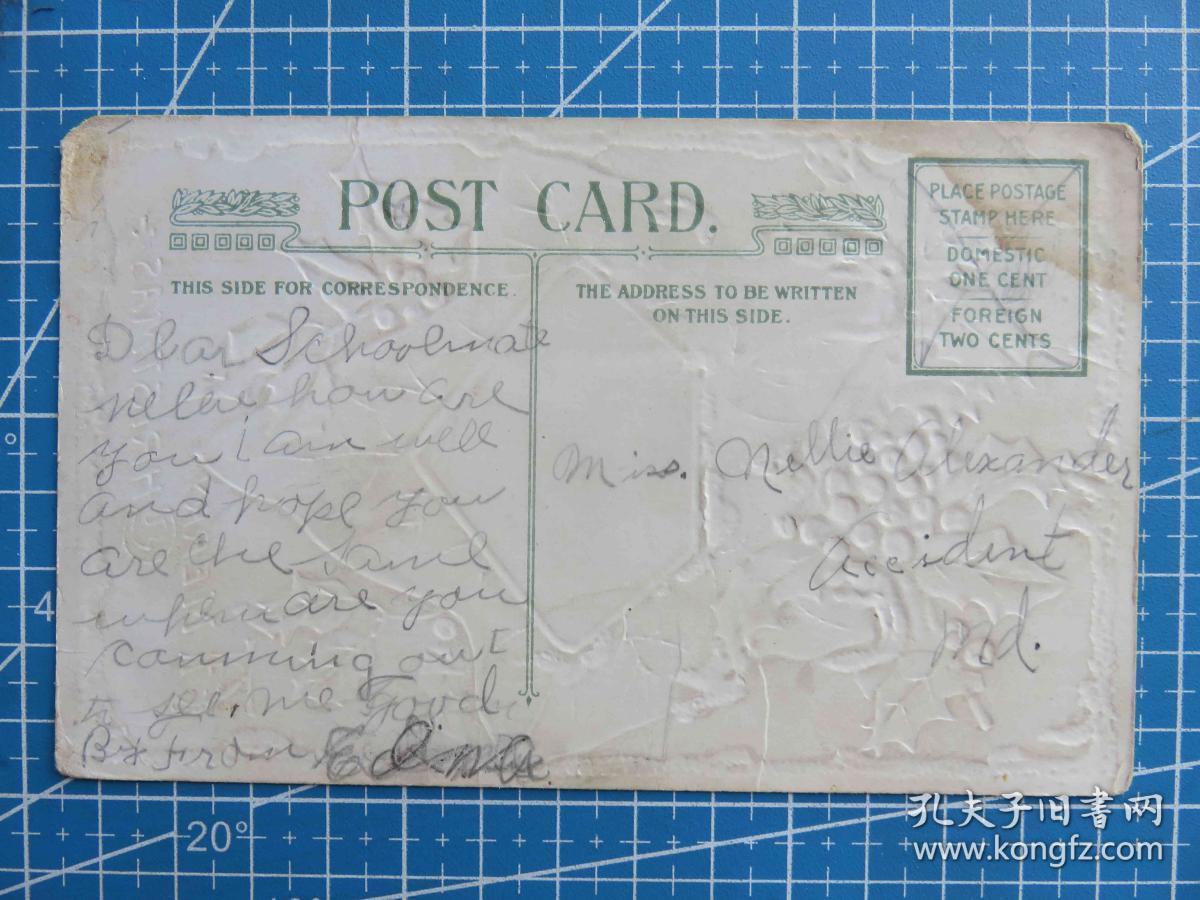 POST CARD.
THIS SIDE FOR CORRESPONDENCE.
THE ADDRESS TO BE WRITTEN
ON THIS SIDE.
PLACE POSTAGE
STAMP HERE
DOMESTIC
ONE CENT
FOREIGN
TWO CENTS
Dear Schoolmate
nellie how are
you i am well
and hope you
are the same
when are you
comming out
to see me Good
By from Edna
Miss. Nellie Alexander
Accident
Md.
4
20°
孔夫子旧书网
www.kongfz.com